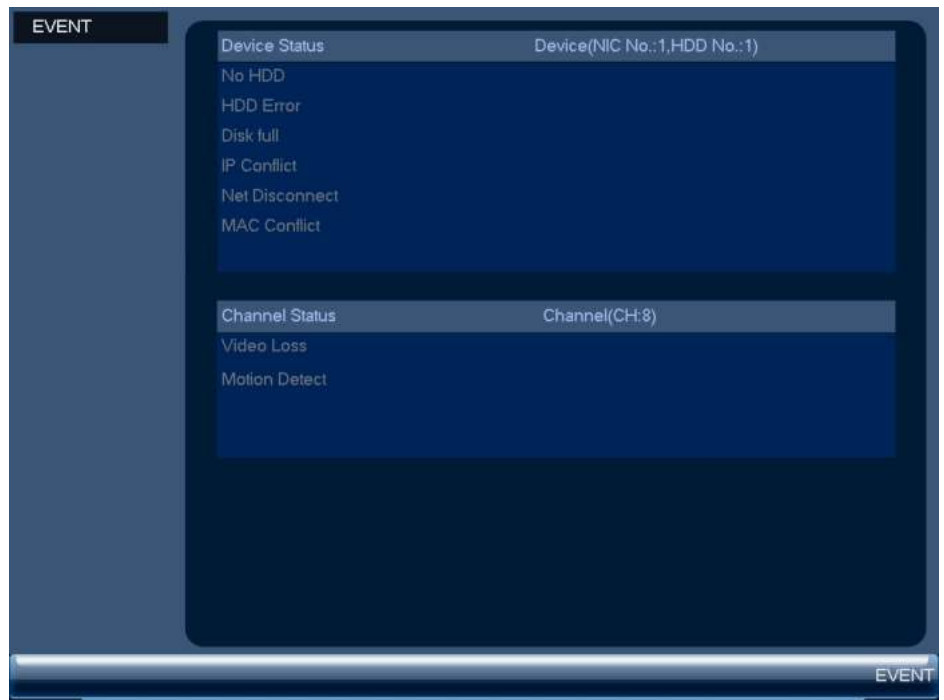 EVENT
Device Status Device(NIC No.:1,HDD No.:1)
No HDD
HDD Error
Disk full
IP Conflict
Net Disconnect
MAC Conflict
Channel Status Channel(CH:8)
Video Loss
Motion Detect
EVENT